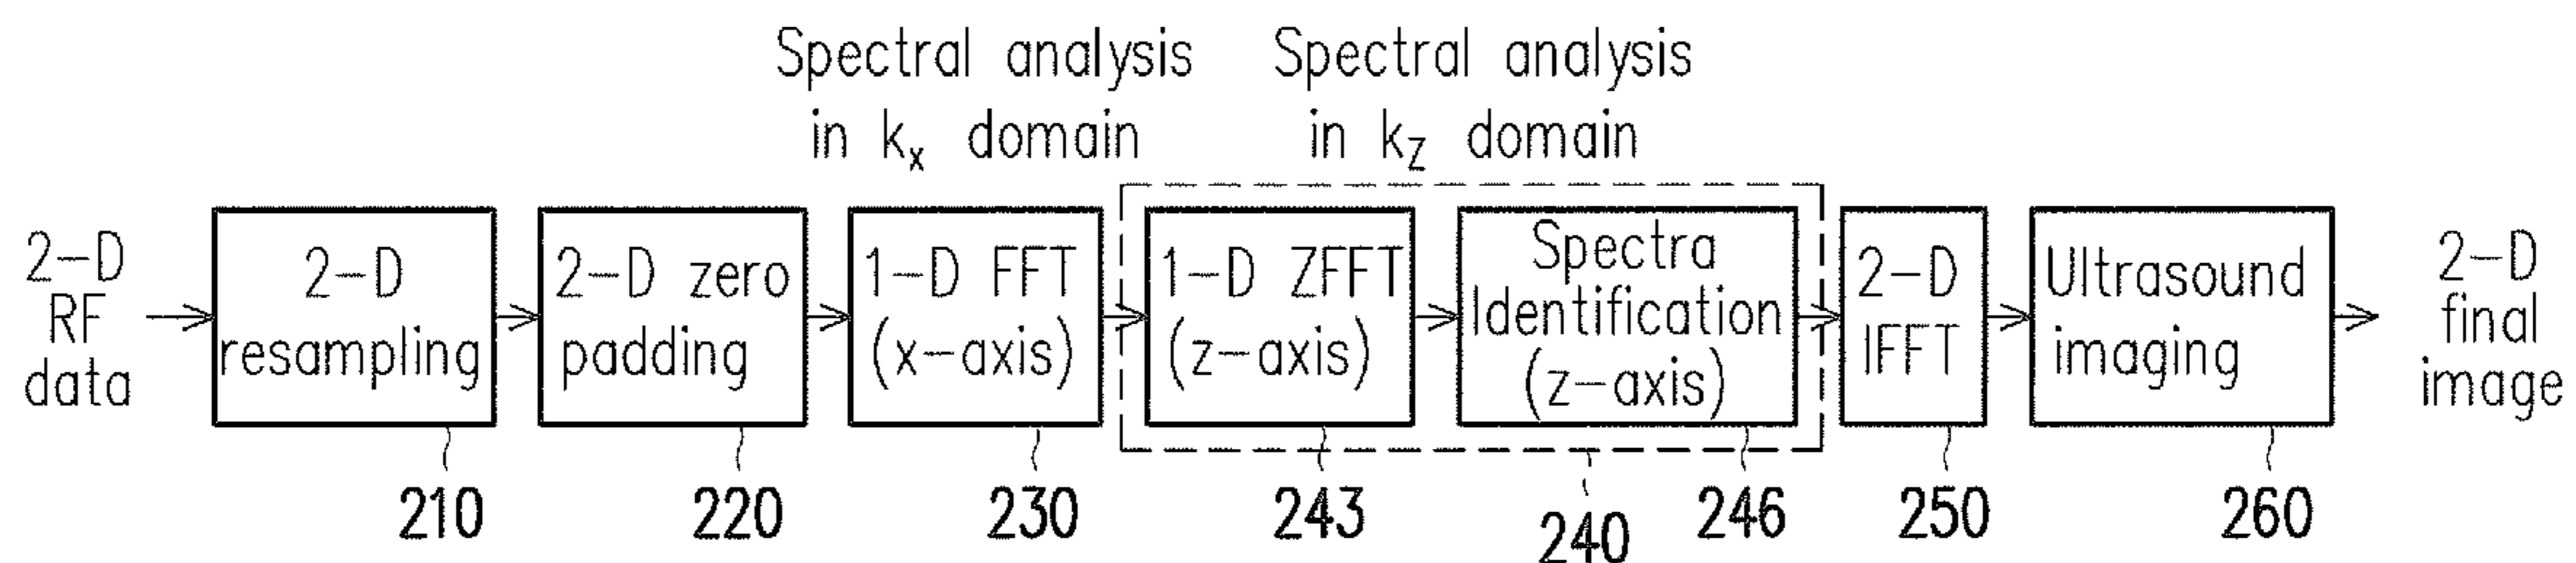 Spectral analysis
in kx domain
Spectral analysis
in kz domain
2-D
RF
data
2-D
resampling
2-D zero
padding
1-D FFT
(x-axis)
1-D ZFFT
(z-axis)
Spectra
Identification
(z-axis)
2-D
IFFT
Ultrasound
imaging
2-D
final
image
210
220
230
243
240
246
250
260